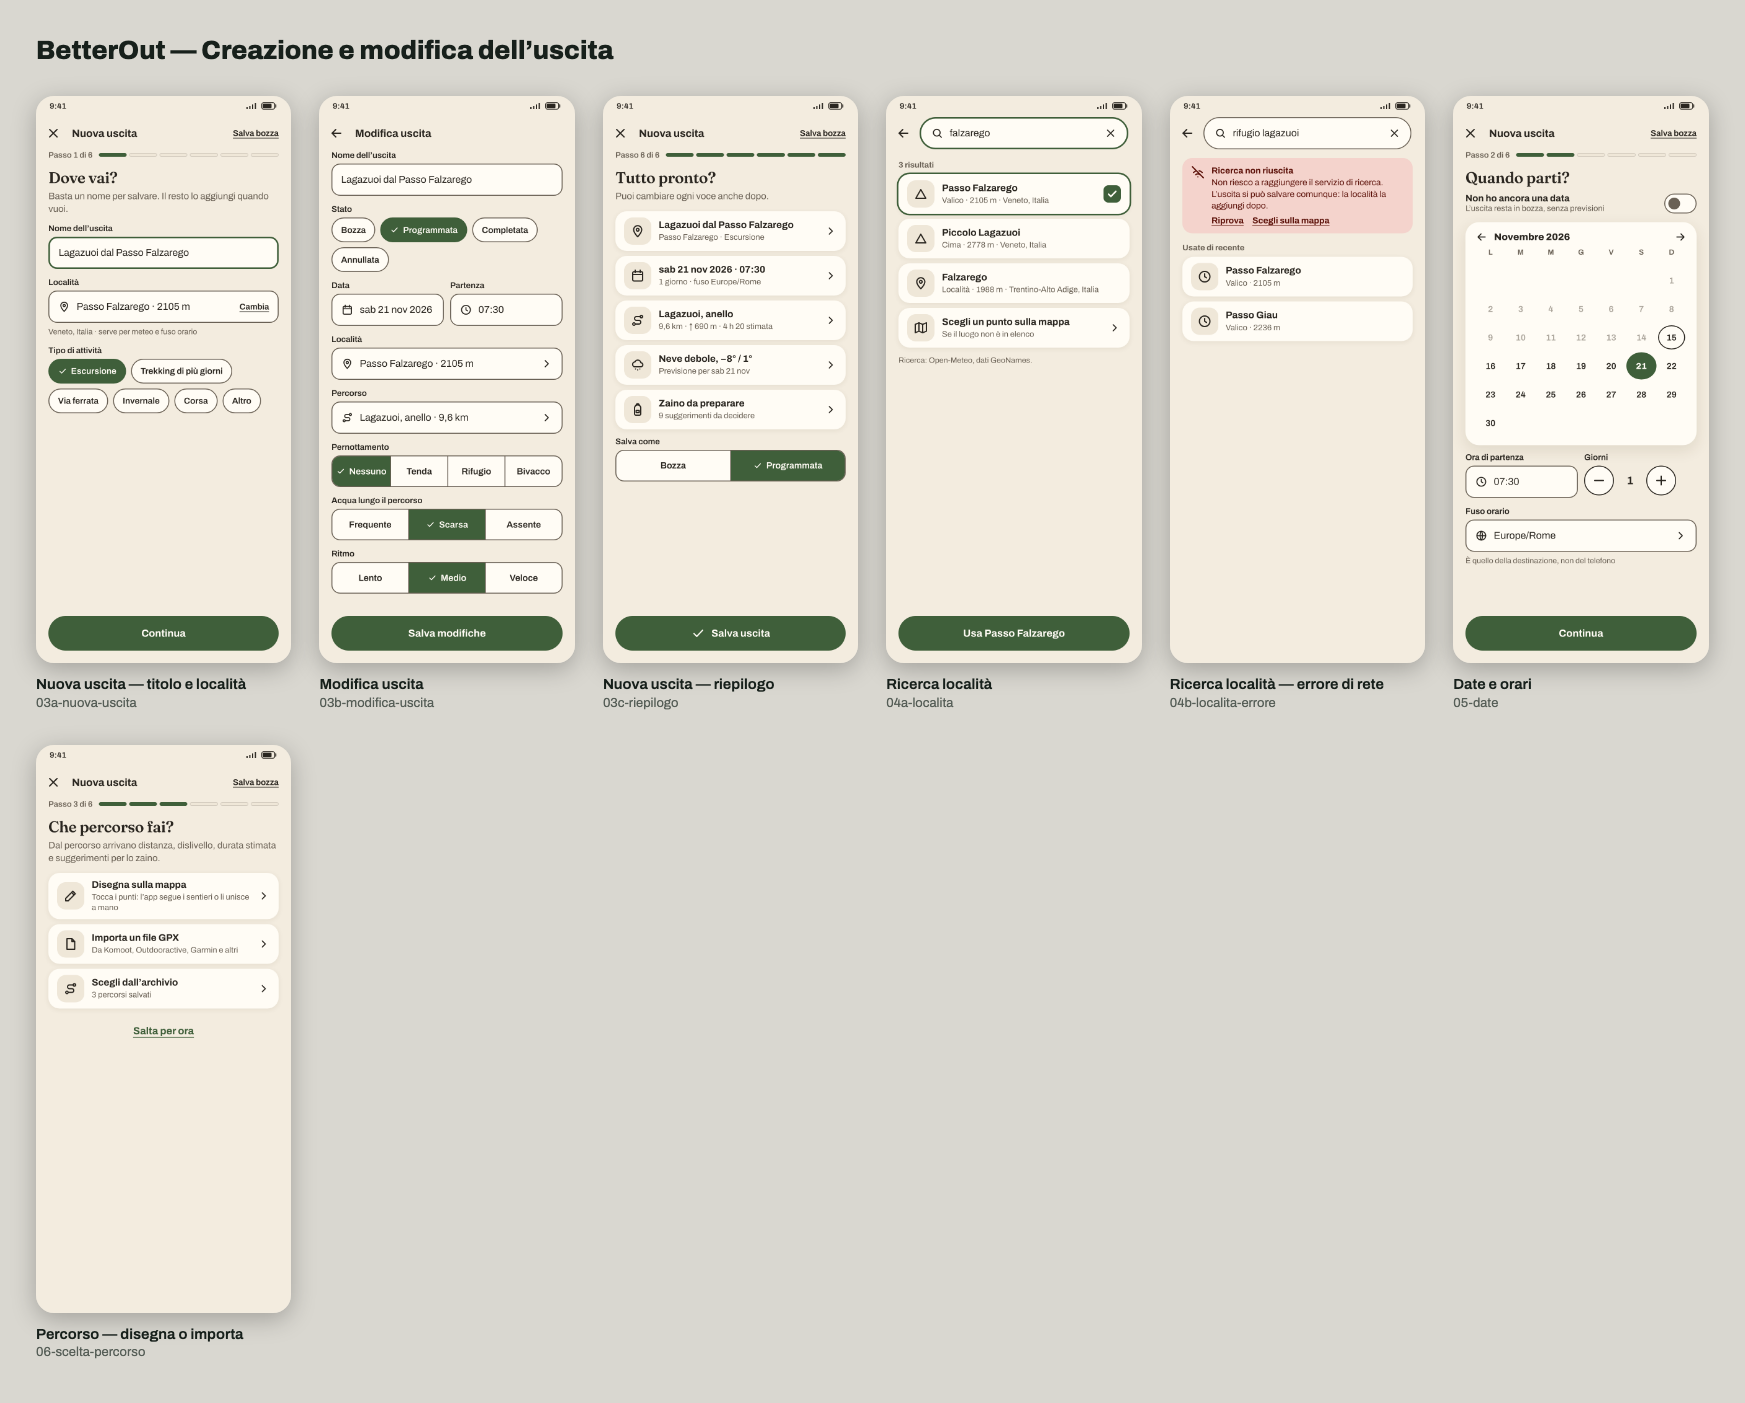 BetterOut — Creazione e modifica dell’uscita
9:41
Nuova uscita
Salva bozza
Passo 1 di 6
Dove vai?
Basta un nome per salvare. Il resto lo aggiungi quando
vuoi.
Nome dell’uscita
Lagazuoi dal Passo Falzarego
Località
Passo Falzarego · 2105 m
Cambia
Veneto, Italia · serve per meteo e fuso orario
Tipo di attività
Escursione
Trekking di più giorni
Via ferrata
Invernale
Corsa
Altro
Continua
Nuova uscita — titolo e località
03a-nuova-uscita
9:41
Modifica uscita
Nome dell’uscita
Lagazuoi dal Passo Falzarego
Stato
Bozza
Programmata
Completata
Annullata
Data
Partenza
sab 21 nov 2026
07:30
Località
Passo Falzarego · 2105 m
Percorso
Lagazuoi, anello · 9,6 km
Pernottamento
Nessuno
Tenda
Rifugio
Bivacco
Acqua lungo il percorso
Frequente
Scarsa
Assente
Ritmo
Lento
Medio
Veloce
Salva modifiche
Modifica uscita
03b-modifica-uscita
9:41
Nuova uscita
Salva bozza
Passo 6 di 6
Tutto pronto?
Puoi cambiare ogni voce anche dopo.
Lagazuoi dal Passo Falzarego
Passo Falzarego · Escursione
sab 21 nov 2026 · 07:30
1 giorno · fuso Europe/Rome
Lagazuoi, anello
9,6 km · ↑ 690 m · 4 h 20 stimata
Neve debole, −8° / 1°
Previsione per sab 21 nov
Zaino da preparare
9 suggerimenti da decidere
Salva come
Bozza
Programmata
Salva uscita
Nuova uscita — riepilogo
03c-riepilogo
9:41
falzarego
3 risultati
Passo Falzarego
Valico · 2105 m · Veneto, Italia
Piccolo Lagazuoi
Cima · 2778 m · Veneto, Italia
Falzarego
Località · 1988 m · Trentino-Alto Adige, Italia
Scegli un punto sulla mappa
Se il luogo non è in elenco
Ricerca: Open-Meteo, dati GeoNames.
Usa Passo Falzarego
Ricerca località
04a-localita
9:41
rifugio lagazuoi
Ricerca non riuscita
Non riesco a raggiungere il servizio di ricerca.
L’uscita si può salvare comunque: la località la
aggiungi dopo.
Riprova
Scegli sulla mappa
Usate di recente
Passo Falzarego
Valico · 2105 m
Passo Giau
Valico · 2236 m
Ricerca località — errore di rete
04b-localita-errore
9:41
Nuova uscita
Salva bozza
Passo 2 di 6
Quando parti?
Non ho ancora una data
L’uscita resta in bozza, senza previsioni
Novembre 2026
L M M G V S D
1
2 3 4 5 6 7 8
9 10 11 12 13 14 15
16 17 18 19 20 21 22
23 24 25 26 27 28 29
30
Ora di partenza
Giorni
07:30
1
Fuso orario
Europe/Rome
È quello della destinazione, non del telefono
Continua
Date e orari
05-date
9:41
Nuova uscita
Salva bozza
Passo 3 di 6
Che percorso fai?
Dal percorso arrivano distanza, dislivello, durata stimata
e suggerimenti per lo zaino.
Disegna sulla mappa
Tocca i punti: l’app segue i sentieri o li unisce
a mano
Importa un file GPX
Da Komoot, Outdooractive, Garmin e altri
Scegli dall’archivio
3 percorsi salvati
Salta per ora
Percorso — disegna o importa
06-scelta-percorso